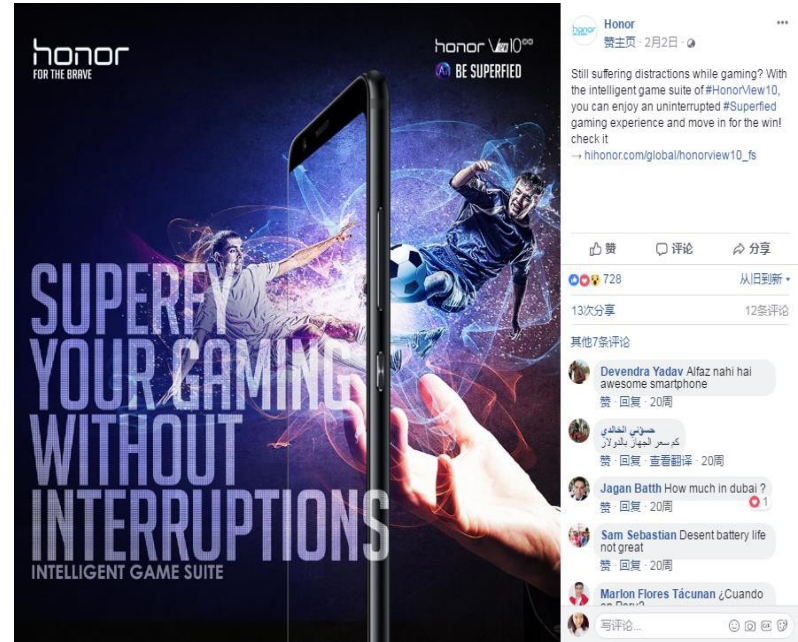 honor
FOR THE BRAVE
honor View10
AI BE SUPERFIED
SUPERFY
YOUR GAMING
WITHOUT
INTERRUPTIONS
INTELLIGENT GAME SUITE
Honor
赞主页 · 2月2日 ·
Still suffering distractions while gaming? With
the intelligent game suite of #HonorView10,
you can enjoy an uninterrupted #Superfied
gaming experience and move in for the win!
check it
→ hihonor.com/global/honorview10_fs
赞 评论 分享
728 从旧到新
13次分享 12条评论
其他7条评论
Devendra Yadav Alfaz nahi hai
awesome smartphone
赞 · 回复 · 20周
حسوني الخالدي
كم سعر الجهاز بالدولار
赞 · 回复 · 查看翻译 · 20周
Jagan Batth How much in dubai ?
1
赞 · 回复 · 20周
Sam Sebastian Desent battery life
not great
赞 · 回复 · 20周
Marlon Flores Tácunan ¿Cuando
en Peru?
写评论...